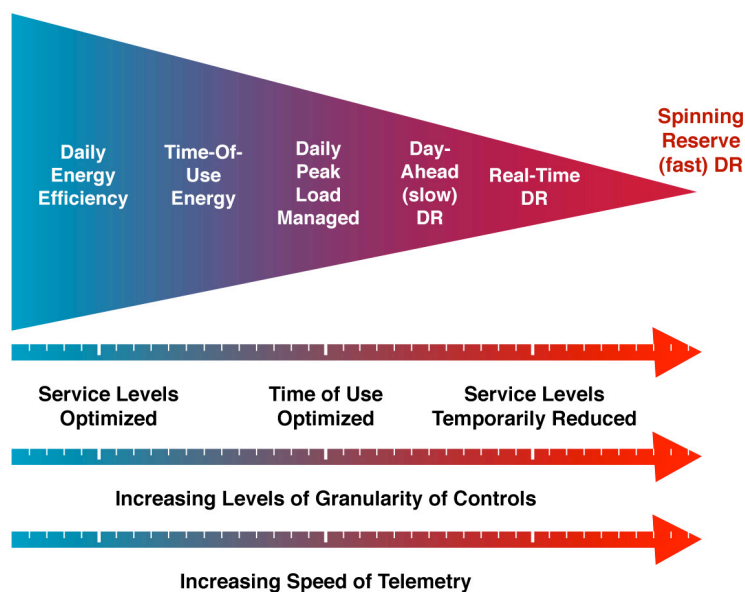 Daily
Energy
Efficiency
Time-Of-
Use
Energy
Daily
Peak
Load
Managed
Day-
Ahead
(slow)
DR
Real-Time
DR
Spinning
Reserve
(fast) DR
Service Levels
Optimized
Time of Use
Optimized
Service Levels
Temporarily Reduced
Increasing Levels of Granularity of Controls
Increasing Speed of Telemetry